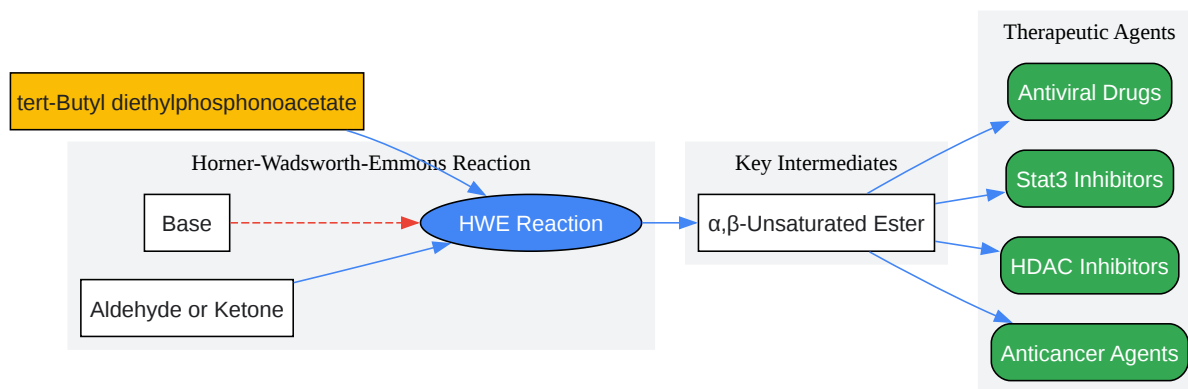 Therapeutic Agents
Antiviral Drugs
tert-Butyl diethylphosphonoacetate
Horner-Wadsworth-Emmons Reaction
Key Intermediates
Stat3 Inhibitors
Base
HWE Reaction
α,β-Unsaturated Ester
HDAC Inhibitors
Aldehyde or Ketone
Anticancer Agents